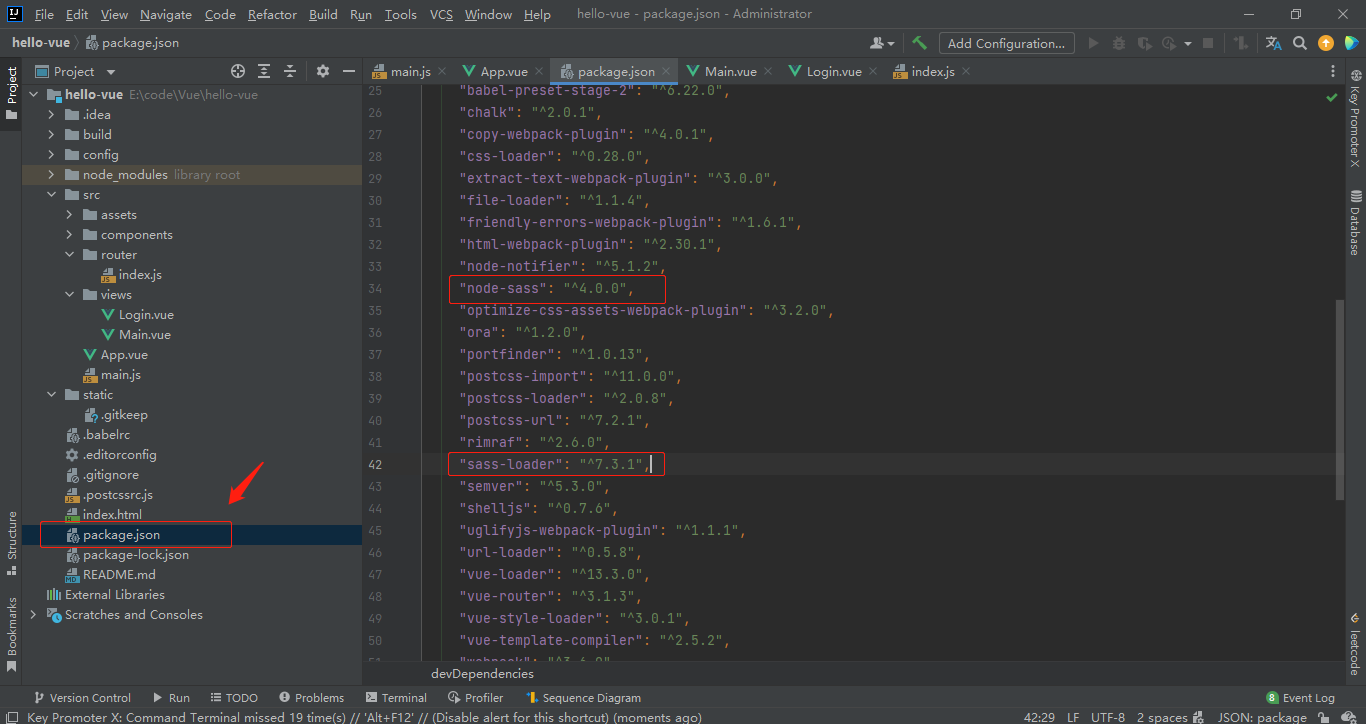 File Edit View Navigate Code Refactor Build Run Tools VCS Window Help hello-vue - package.json - Administrator
hello-vue package.json Add Configuration...
Project
main.js App.vue package.json Main.vue Login.vue index.js
hello-vue E:\code\Vue\hello-vue
.idea
build
config
node_modules library root
src
assets
components
router
index.js
views
Login.vue
Main.vue
App.vue
main.js
static
.gitkeep
.babelrc
.editorconfig
.gitignore
.postcssrc.js
index.html
package.json
package-lock.json
README.md
External Libraries
Scratches and Consoles
25 "babel-preset-stage-2": "^6.22.0",
26 "chalk": "^2.0.1",
27 "copy-webpack-plugin": "^4.0.1",
28 "css-loader": "^0.28.0",
29 "extract-text-webpack-plugin": "^3.0.0",
30 "file-loader": "^1.1.4",
31 "friendly-errors-webpack-plugin": "^1.6.1",
32 "html-webpack-plugin": "^2.30.1",
33 "node-notifier": "^5.1.2",
34 "node-sass": "^4.0.0",
35 "optimize-css-assets-webpack-plugin": "^3.2.0",
36 "ora": "^1.2.0",
37 "portfinder": "^1.0.13",
38 "postcss-import": "^11.0.0",
39 "postcss-loader": "^2.0.8",
40 "postcss-url": "^7.2.1",
41 "rimraf": "^2.6.0",
42 "sass-loader": "^7.3.1",
43 "semver": "^5.3.0",
44 "shelljs": "^0.7.6",
45 "uglifyjs-webpack-plugin": "^1.1.1",
46 "url-loader": "^0.5.8",
47 "vue-loader": "^13.3.0",
48 "vue-router": "^3.1.3",
49 "vue-style-loader": "^3.0.1",
50 "vue-template-compiler": "^2.5.2",
devDependencies
Project
Structure
Bookmarks
Key Promoter X
Database
leetcode
Version Control Run TODO Problems Terminal Profiler Sequence Diagram 8 Event Log
Key Promoter X: Command Terminal missed 19 time(s) // 'Alt+F12' // (Disable alert for this shortcut) (moments ago) 42:29 LF UTF-8 2 spaces JSON: package